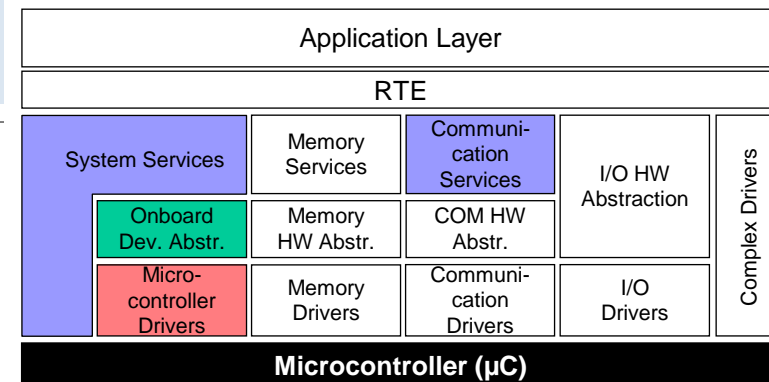 Application Layer
RTE
System Services
Memory
Services
Communi-
cation
Services
I/O HW
Abstraction
Complex Drivers
Onboard
Dev. Abstr.
Memory
HW Abstr.
COM HW
Abstr.
Micro-
controller
Drivers
Memory
Drivers
Communi-
cation
Drivers
I/O
Drivers
Microcontroller (µC)